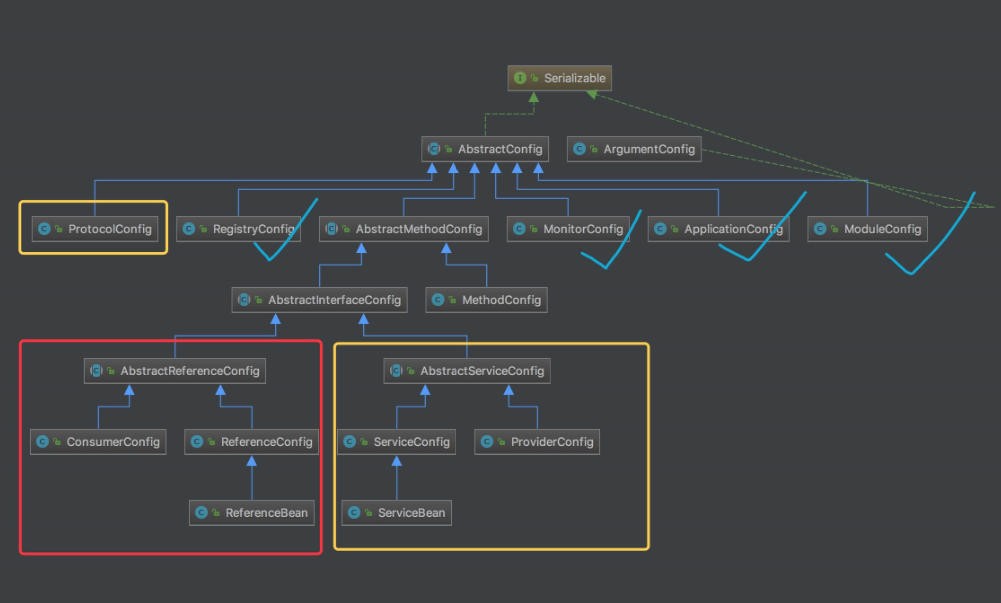 Serializable
AbstractConfig
ArgumentConfig
ProtocolConfig
RegistryConfig
AbstractMethodConfig
MonitorConfig
ApplicationConfig
ModuleConfig
AbstractInterfaceConfig
MethodConfig
AbstractReferenceConfig
AbstractServiceConfig
ConsumerConfig
ReferenceConfig
ServiceConfig
ProviderConfig
ReferenceBean
ServiceBean